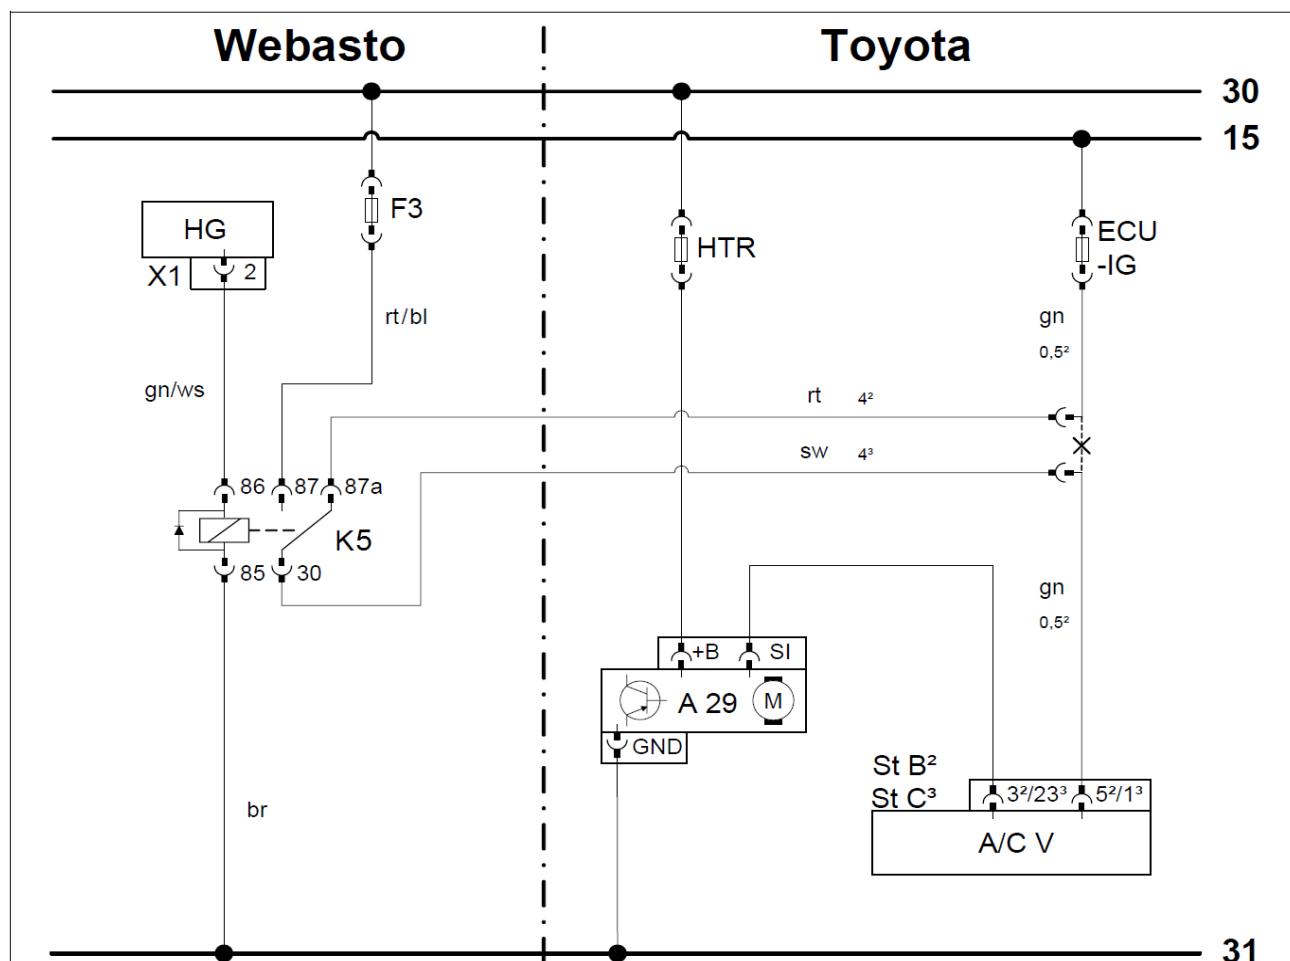 Webasto
Toyota
30
15
HG
X1
2
F3
HTR
ECU
-IG
rt/bl
gn
0,5²
gn/ws
rt
4²
sw
4³
86
87
87a
K5
85
30
gn
0,5²
+B
SI
A 29
M
GND
St B²
St C³
3²/23³
5²/1³
A/C V
br
31